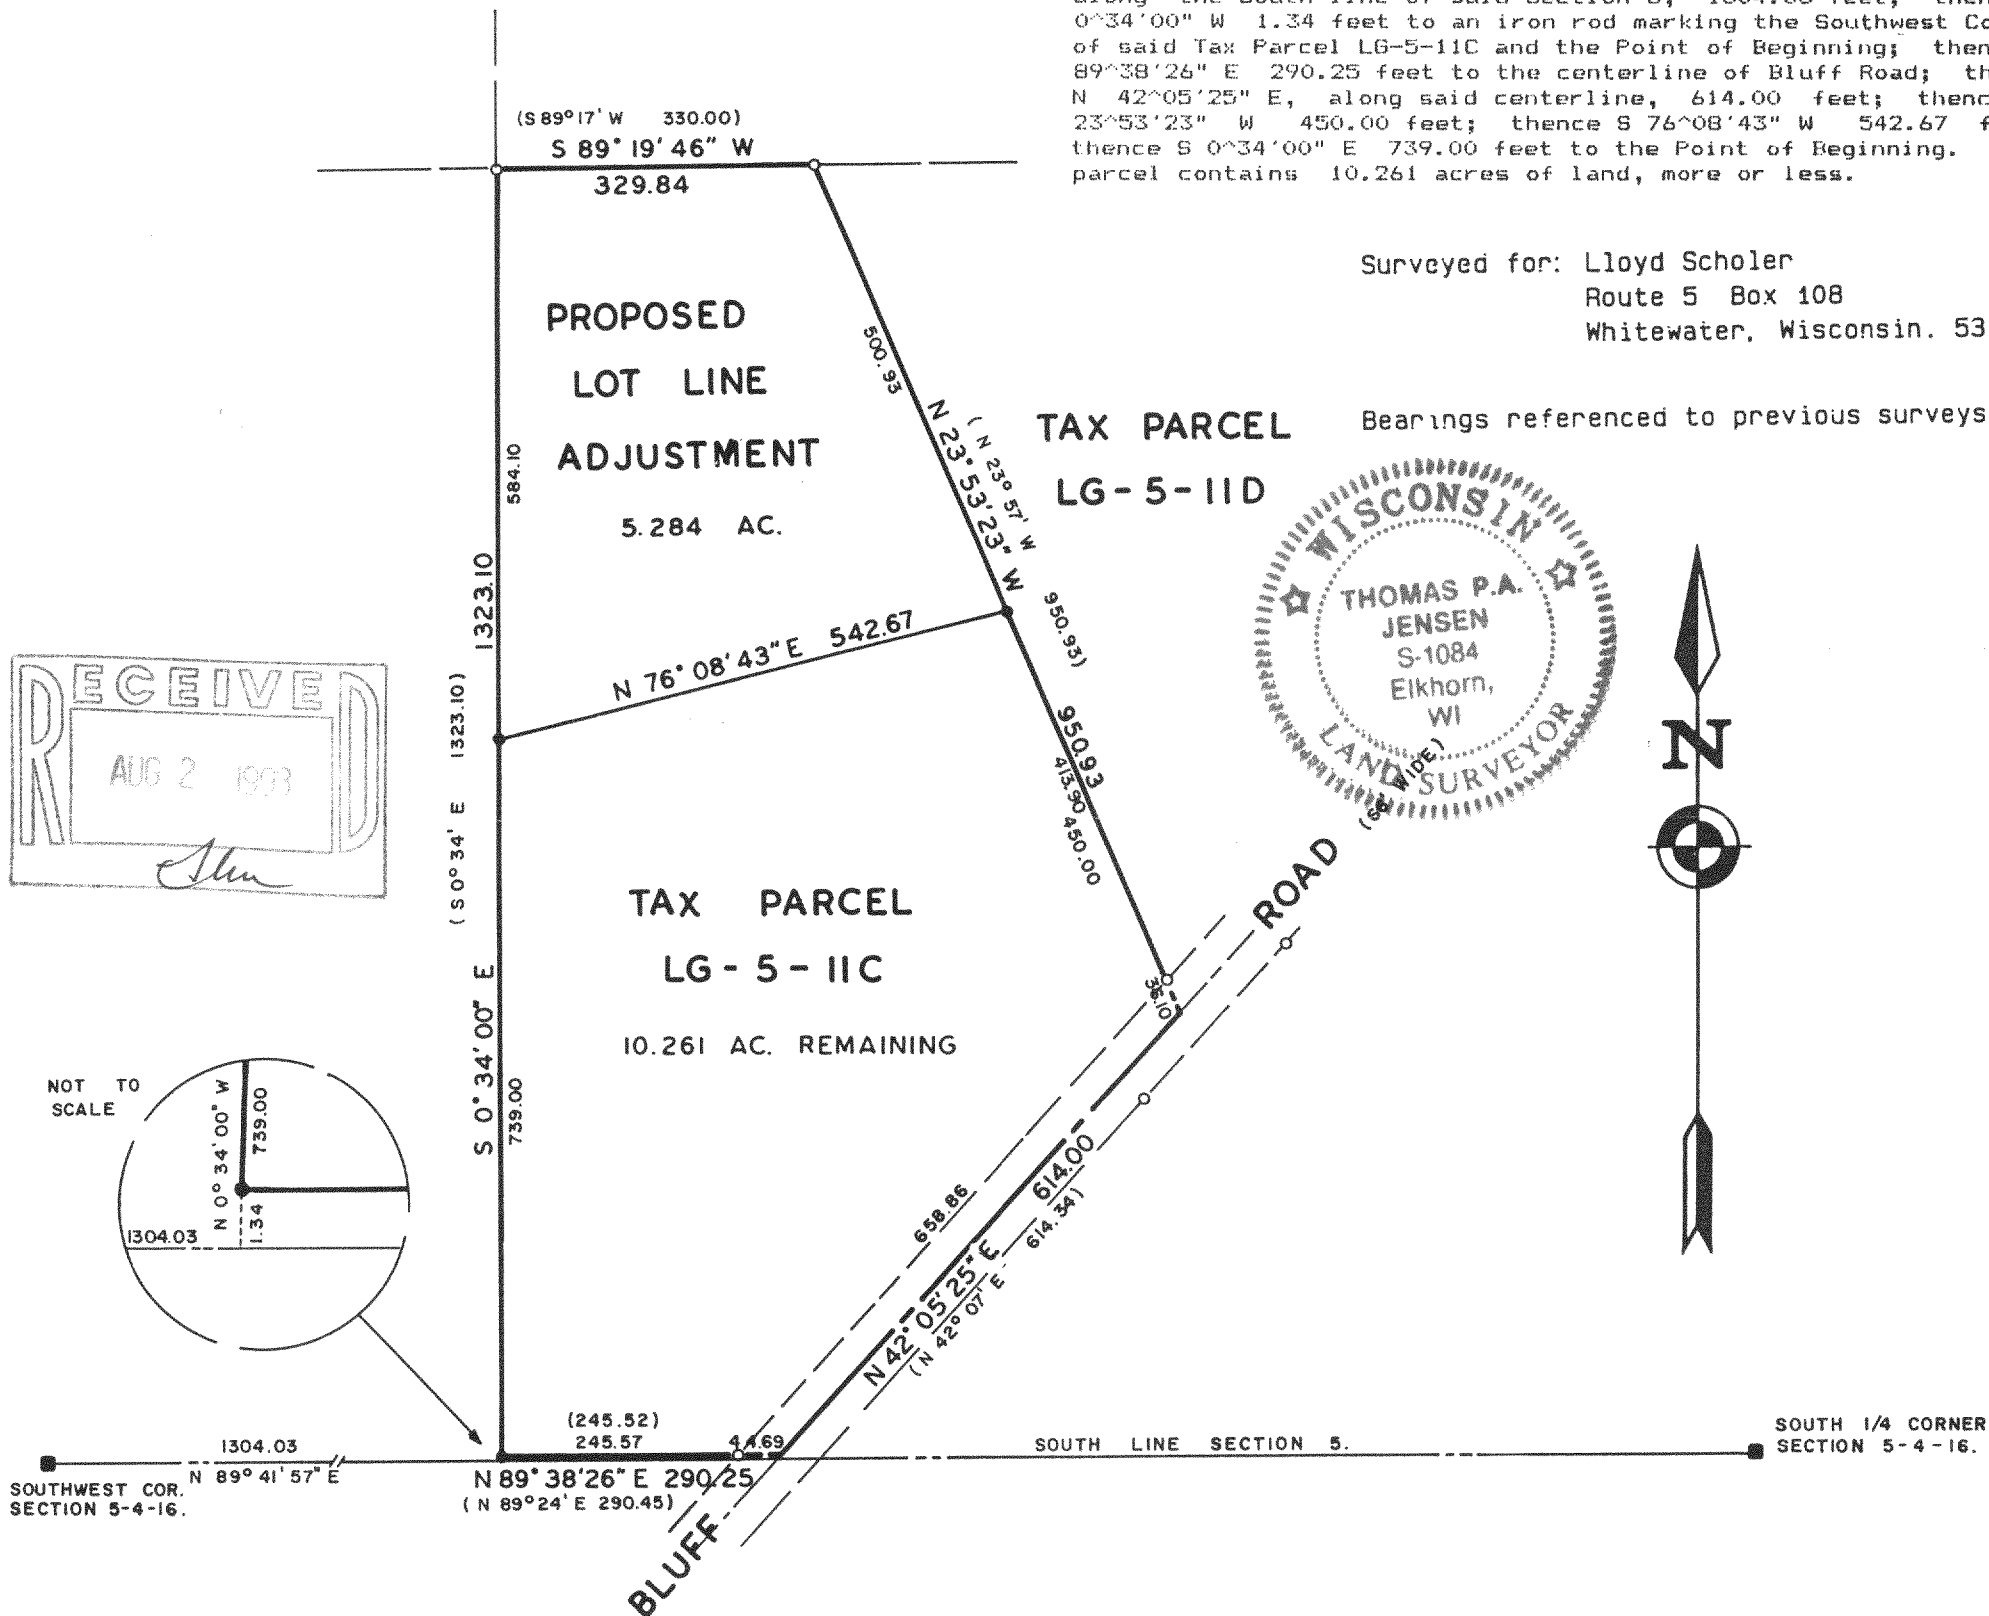 0^34'00" W 1.34 feet to an iron rod marking the Southwest Co
of said Tax Parcel LG-5-11C and the Point of Beginning; then
89^38'26" E 290.25 feet to the centerline of Bluff Road; th
N 42^05'25" E, along said centerline, 614.00 feet; thenc
23^53'23" W 450.00 feet; thence S 76^08'43" W 542.67 f
thence S 0^34'00" E 739.00 feet to the Point of Beginning.
parcel contains 10.261 acres of land, more or less.
Surveyed for: Lloyd Scholer
Route 5 Box 108
Whitewater, Wisconsin. 53
Bearings referenced to previous surveys
(S 89° 17' W 330.00)
S 89° 19' 46" W
329.84
PROPOSED
LOT LINE
ADJUSTMENT
5.284 AC.
500.93
N 23° 53' 23" W
( N 23° 57' W 950.93)
584.10
1323.10
TAX PARCEL
LG-5-11D
WISCONSIN
THOMAS P.A.
JENSEN
S-1084
Elkhorn,
WI
LAND SURVEYOR
N
N 76° 08' 43" E 542.67
950.93
413.90
450.00
36.10
RECEIVED
AUG 2 1993
(S 0° 34' E 1323.10)
S 0° 34' 00" E
739.00
TAX PARCEL
LG-5-11C
10.261 AC. REMAINING
NOT TO
SCALE
N 0° 34' 00" W
739.00
1304.03
1.34
658.86
N 42° 05' 25" E 614.00
(N 42° 07' E 614.34)
BLUFF ROAD WIDE)
(245.52)
245.57
44.69
N 89° 38' 26" E 290.25
( N 89° 24' E 290.45)
1304.03
N 89° 41' 57" E
SOUTHWEST COR.
SECTION 5-4-16.
SOUTH LINE SECTION 5.
SOUTH 1/4 CORNER
SECTION 5-4-16.